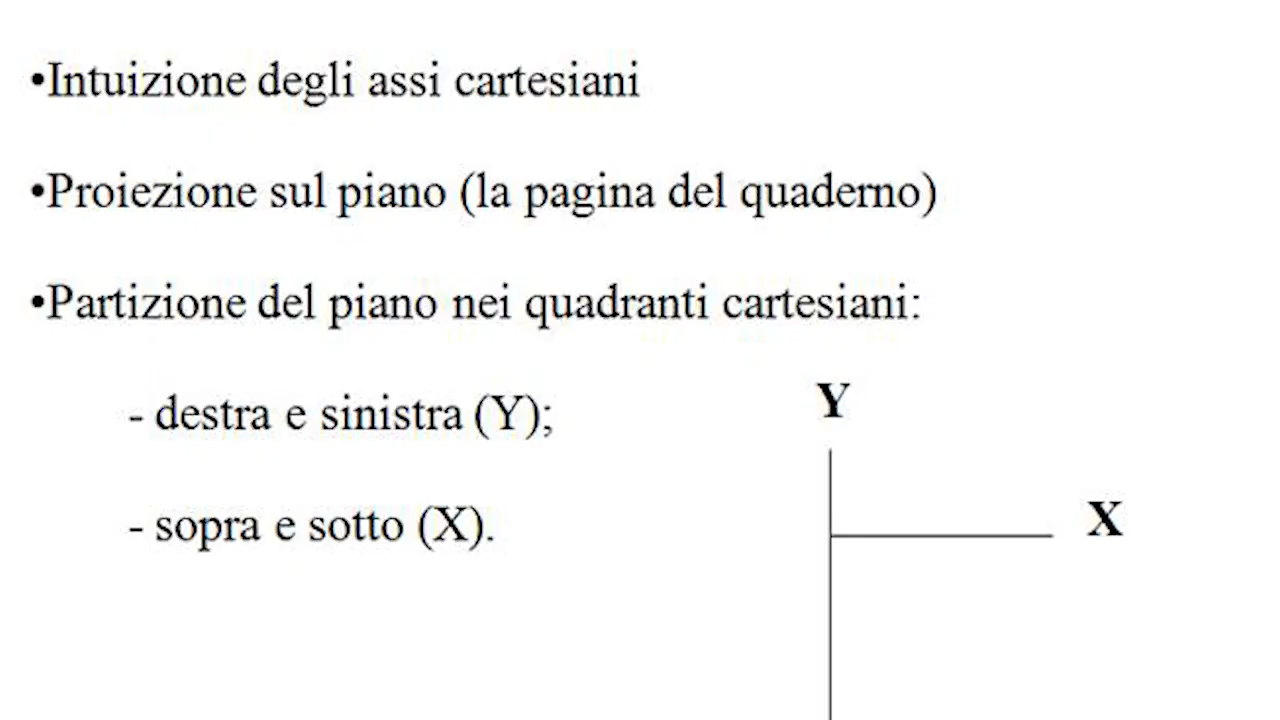 •Intuizione degli assi cartesiani
•Proiezione sul piano (la pagina del quaderno)
•Partizione del piano nei quadranti cartesiani:
- destra e sinistra (Y);
- sopra e sotto (X).
Y
X